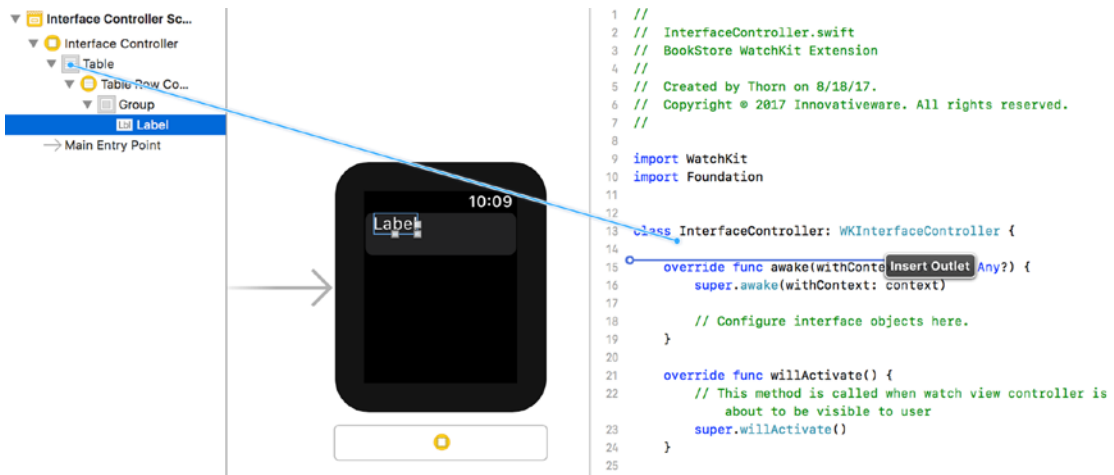 Interface Controller Sc...
Interface Controller
Table
Table Row Co...
Group
Lbl Label
Main Entry Point
10:09
Label
1 //
2 // InterfaceController.swift
3 // BookStore WatchKit Extension
4 //
5 // Created by Thorn on 8/18/17.
6 // Copyright © 2017 Innovativeware. All rights reserved.
7 //
8
9 import WatchKit
10 import Foundation
11
12
13 class InterfaceController: WKInterfaceController {
14
15 override func awake(withConte Insert Outlet Any?) {
16 super.awake(withContext: context)
17
18 // Configure interface objects here.
19 }
20
21 override func willActivate() {
22 // This method is called when watch view controller is
about to be visible to user
23 super.willActivate()
24 }
25